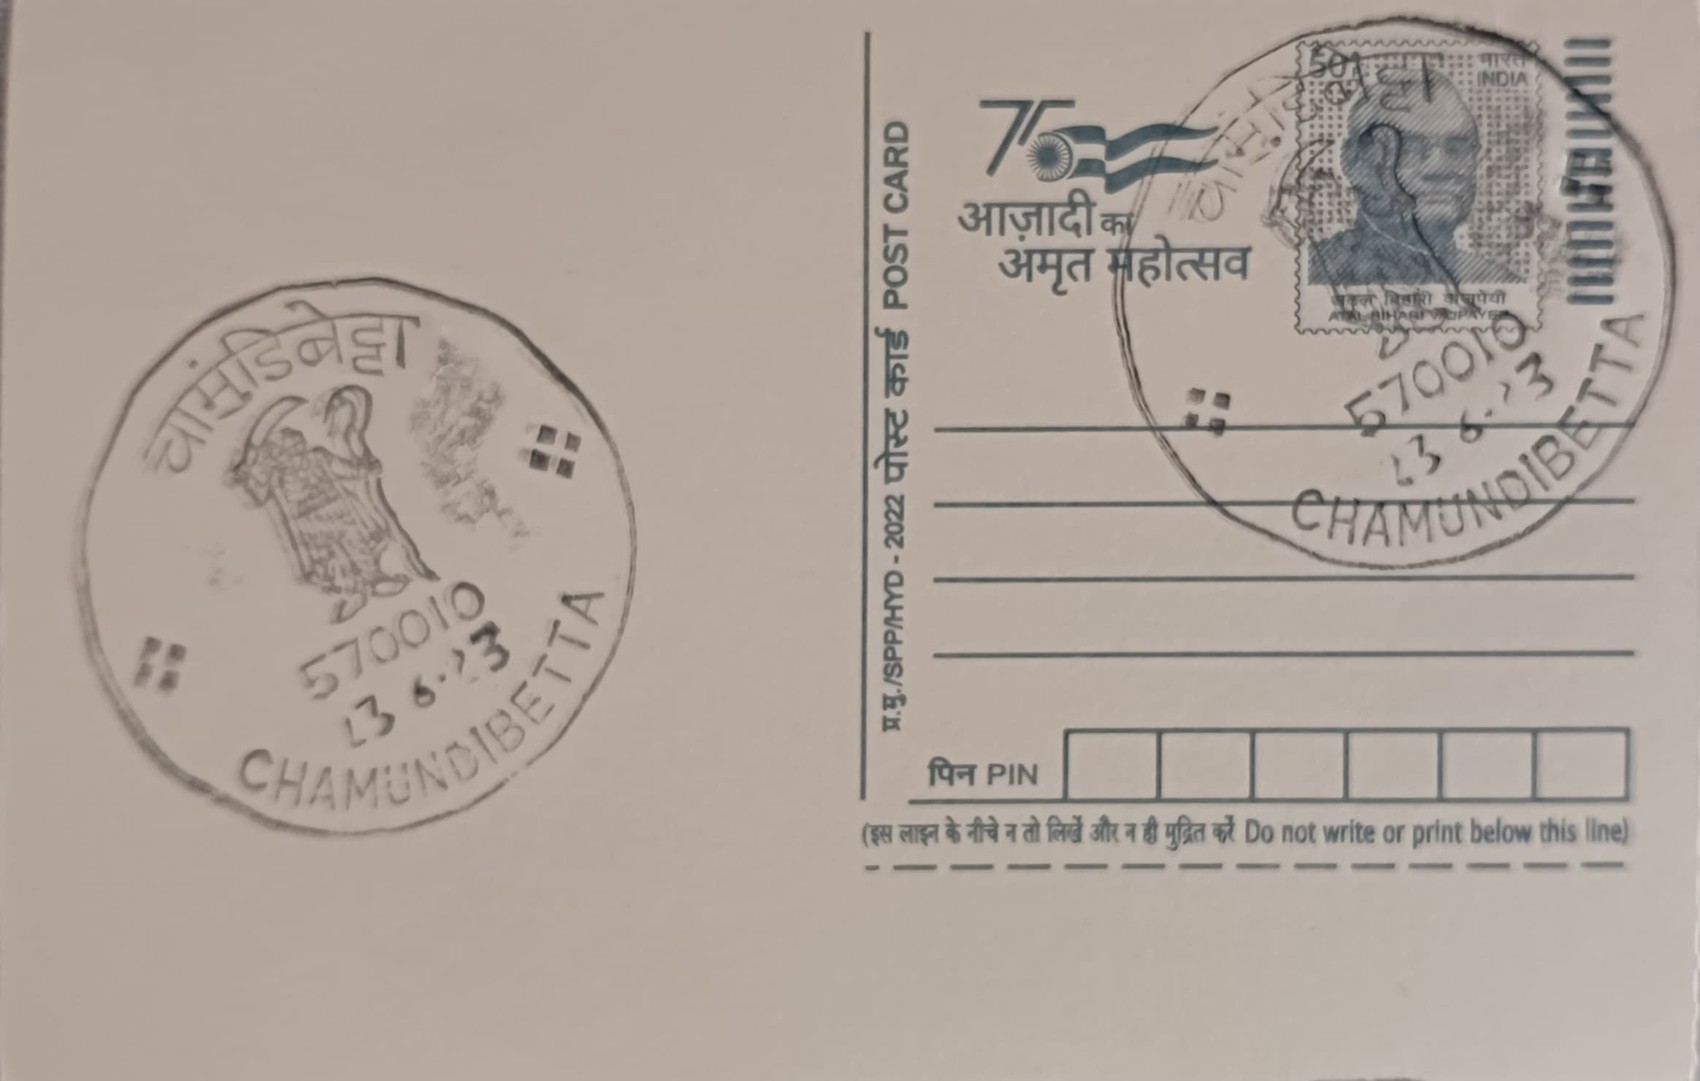 चामुंडिबेट्टा
570010
23 6.23
CHAMUNDIBETTA
प्र.मु./SPP/HYD - 2022 पोस्ट कार्ड POST CARD
75
आज़ादी का
अमृत महोत्सव
50
भारत
INDIA
अटल बिहारी वाजपेयी
ATAL BIHARI VAJPAYEE
570010
23 6.23
CHAMUNDIBETTA
पिन PIN
(इस लाइन के नीचे न तो लिखें और न ही मुद्रित करें Do not write or print below this line)